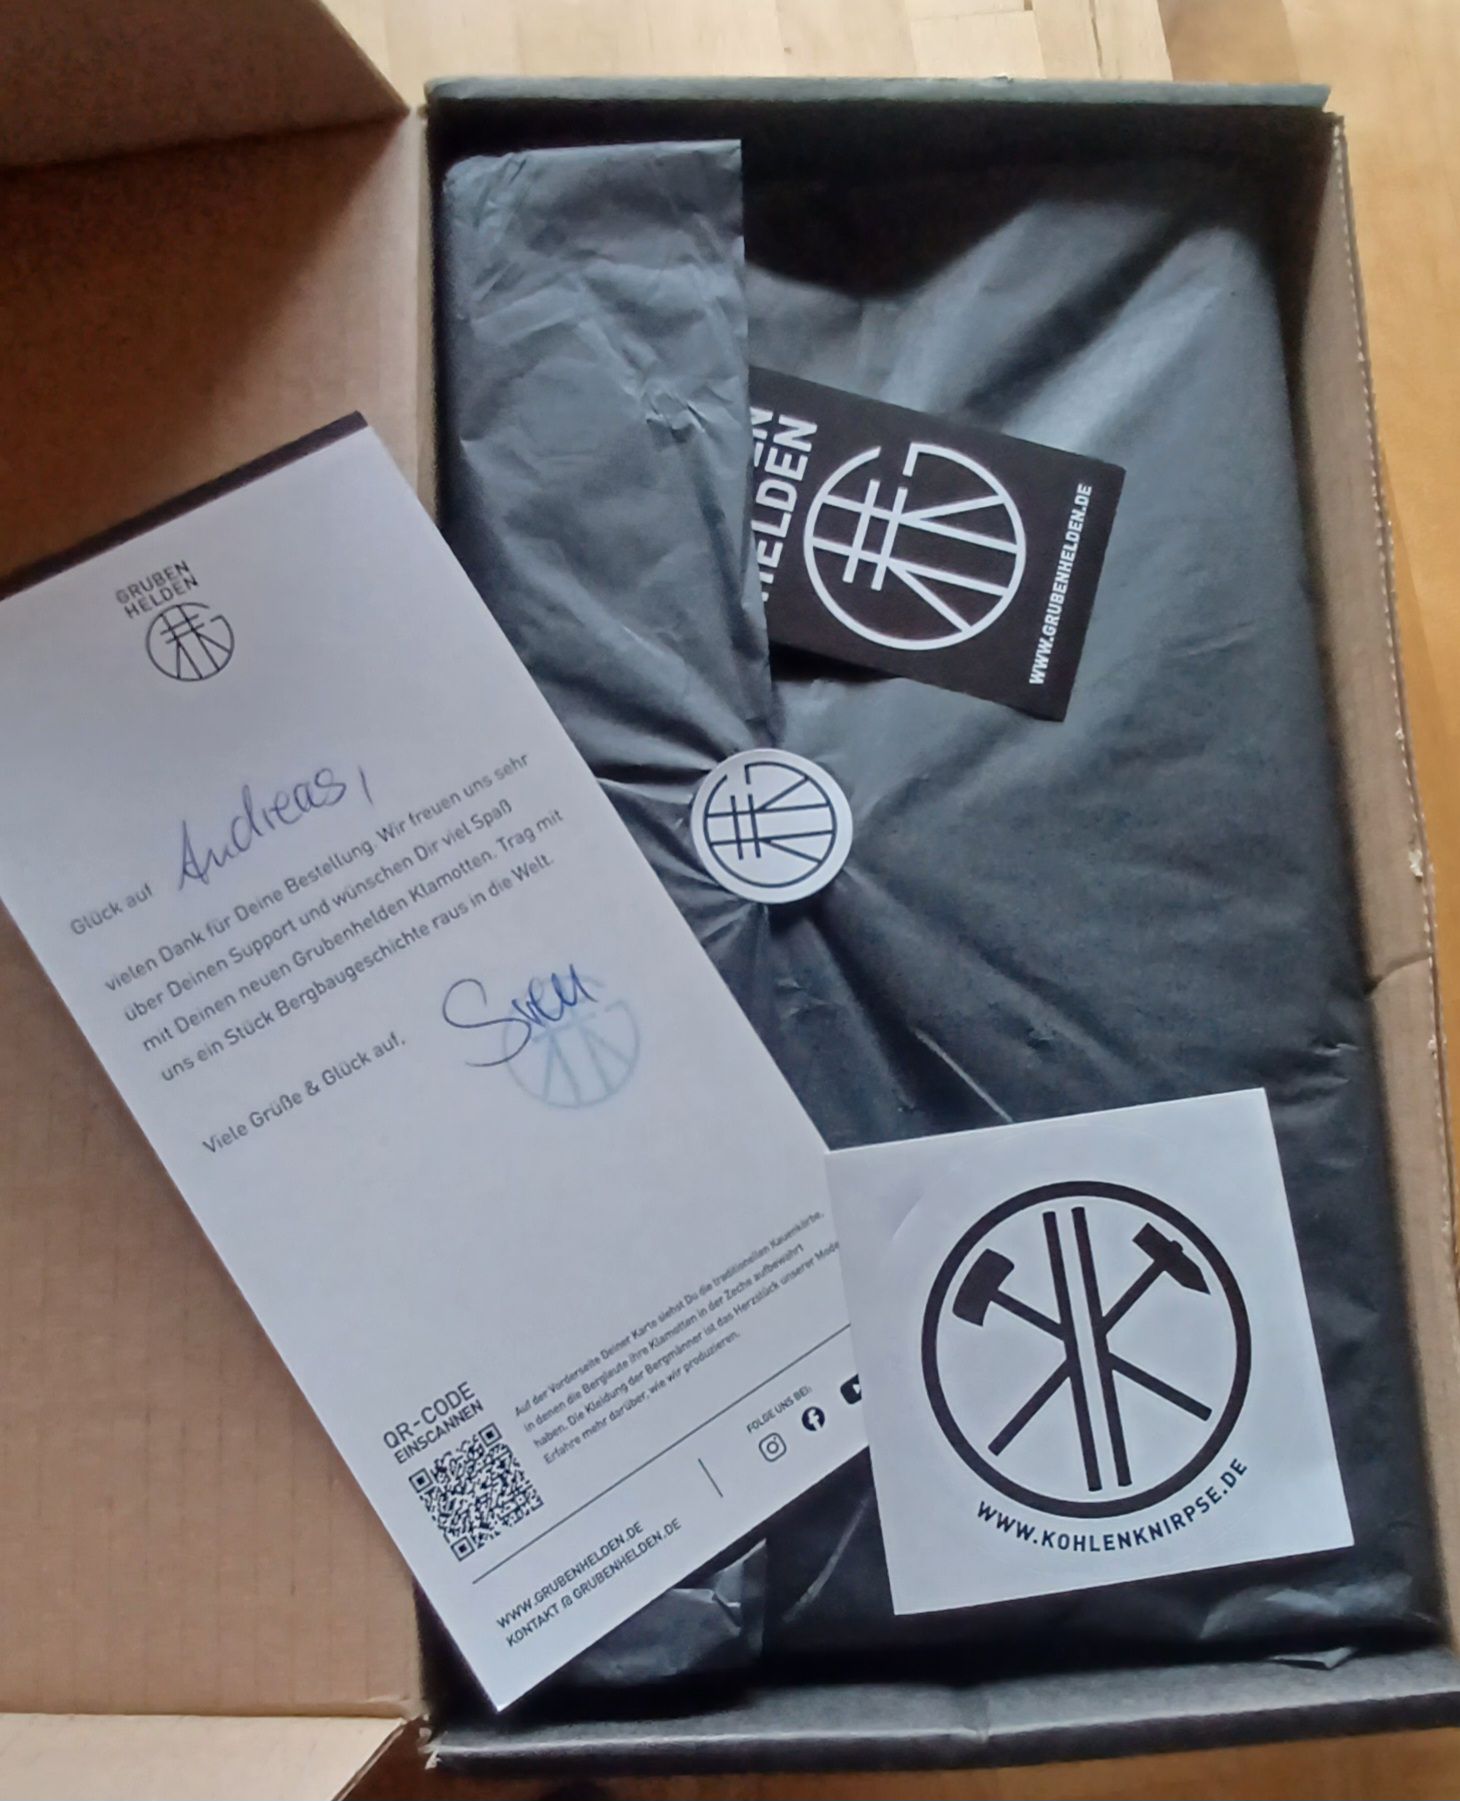 GRUBEN
HELDEN
Glück auf Andreas,
vielen Dank für Deine Bestellung. Wir freuen uns sehr
über Deinen Support und wünschen Dir viel Spaß
mit Deinen neuen Grubenhelden Klamotten. Trag mit
uns ein Stück Bergbaugeschichte raus in die Welt.
Viele Grüße & Glück auf,
Sven
QR-CODE
EINSCANNEN
Auf der Vorderseite Deiner Karte siehst Du die traditionellen Kauenkörbe,
in denen die Bergleute ihre Klamotten in der Zeche aufbewahrt
haben. Die Kleidung der Bergmänner ist das Herzstück unserer Mode
Erfahre mehr darüber, wie wir produzieren.
FOLGE UNS BEI:
WWW.GRUBENHELDEN.DE
KONTAKT @ GRUBENHELDEN.DE
HELDEN
WWW.GRUBENHELDEN.DE
WWW.KOHLENKNIRPSE.DE